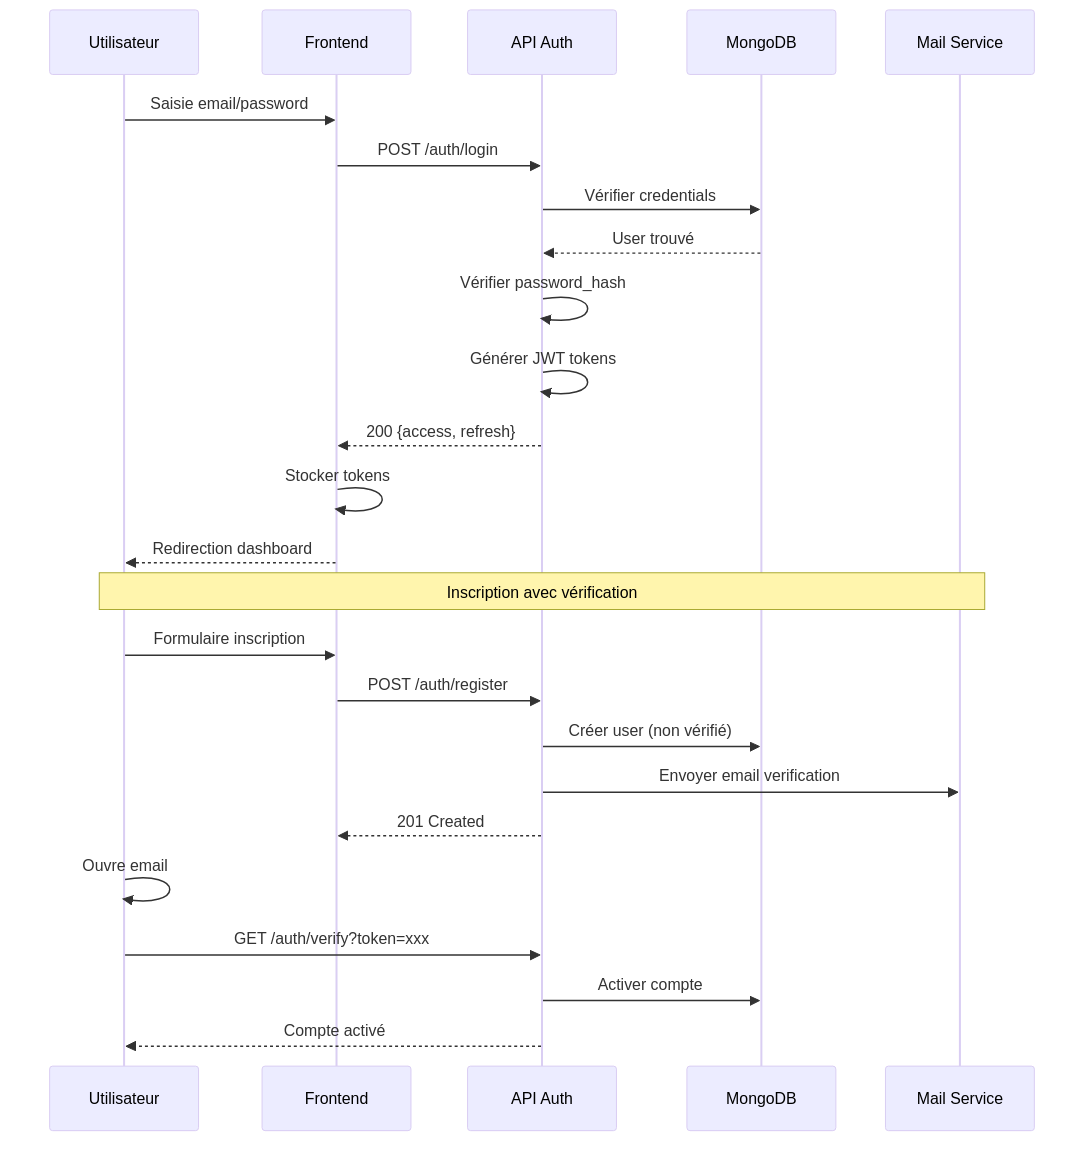 Utilisateur
Frontend
API Auth
MongoDB
Mail Service
Saisie email/password
POST /auth/login
Vérifier credentials
User trouvé
Vérifier password_hash
Générer JWT tokens
200 {access, refresh}
Stocker tokens
Redirection dashboard
Inscription avec vérification
Formulaire inscription
POST /auth/register
Créer user (non vérifié)
Envoyer email verification
201 Created
Ouvre email
GET /auth/verify?token=xxx
Activer compte
Compte activé
Utilisateur
Frontend
API Auth
MongoDB
Mail Service